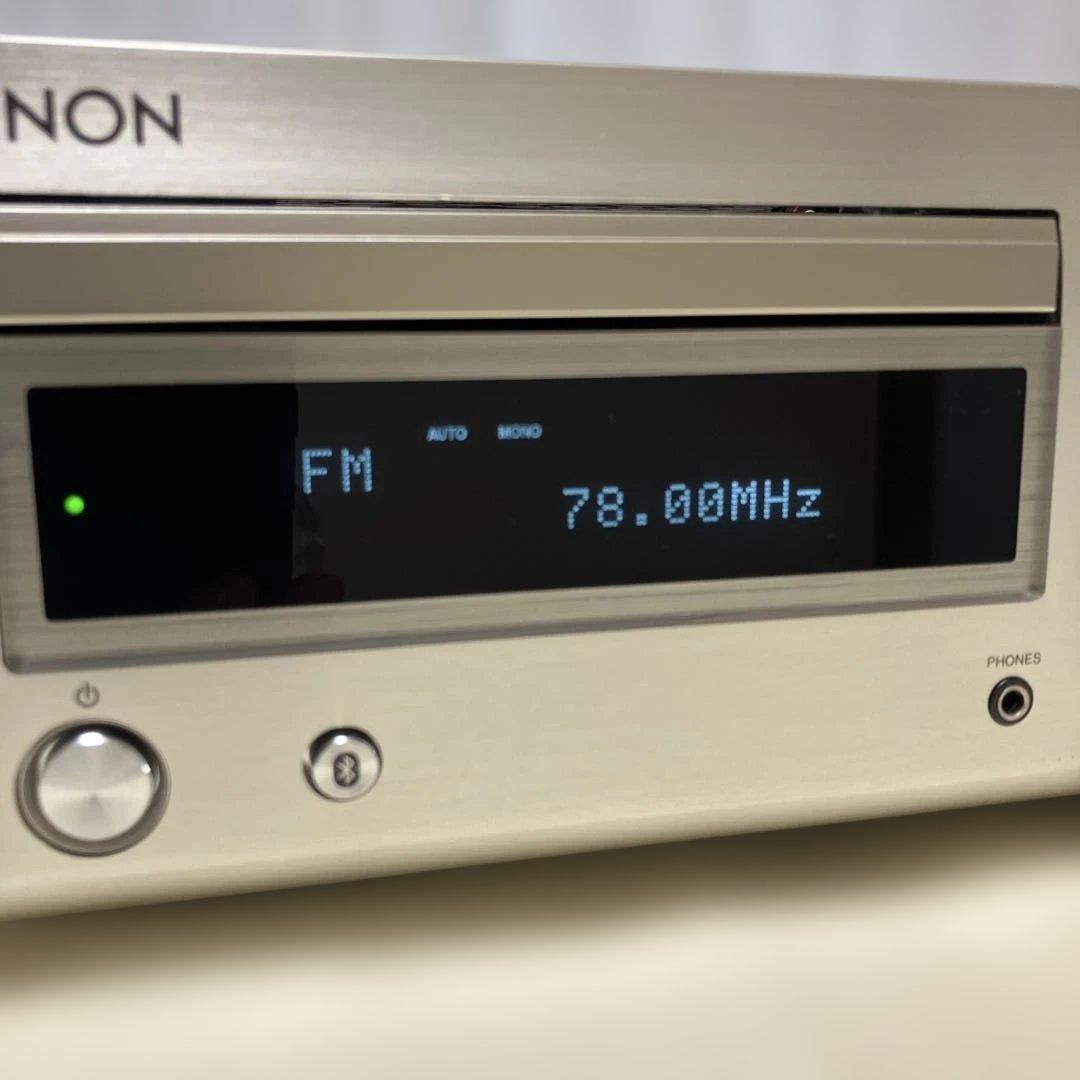 NON
AUTO MONO
FM
78.00MHz
PHONES